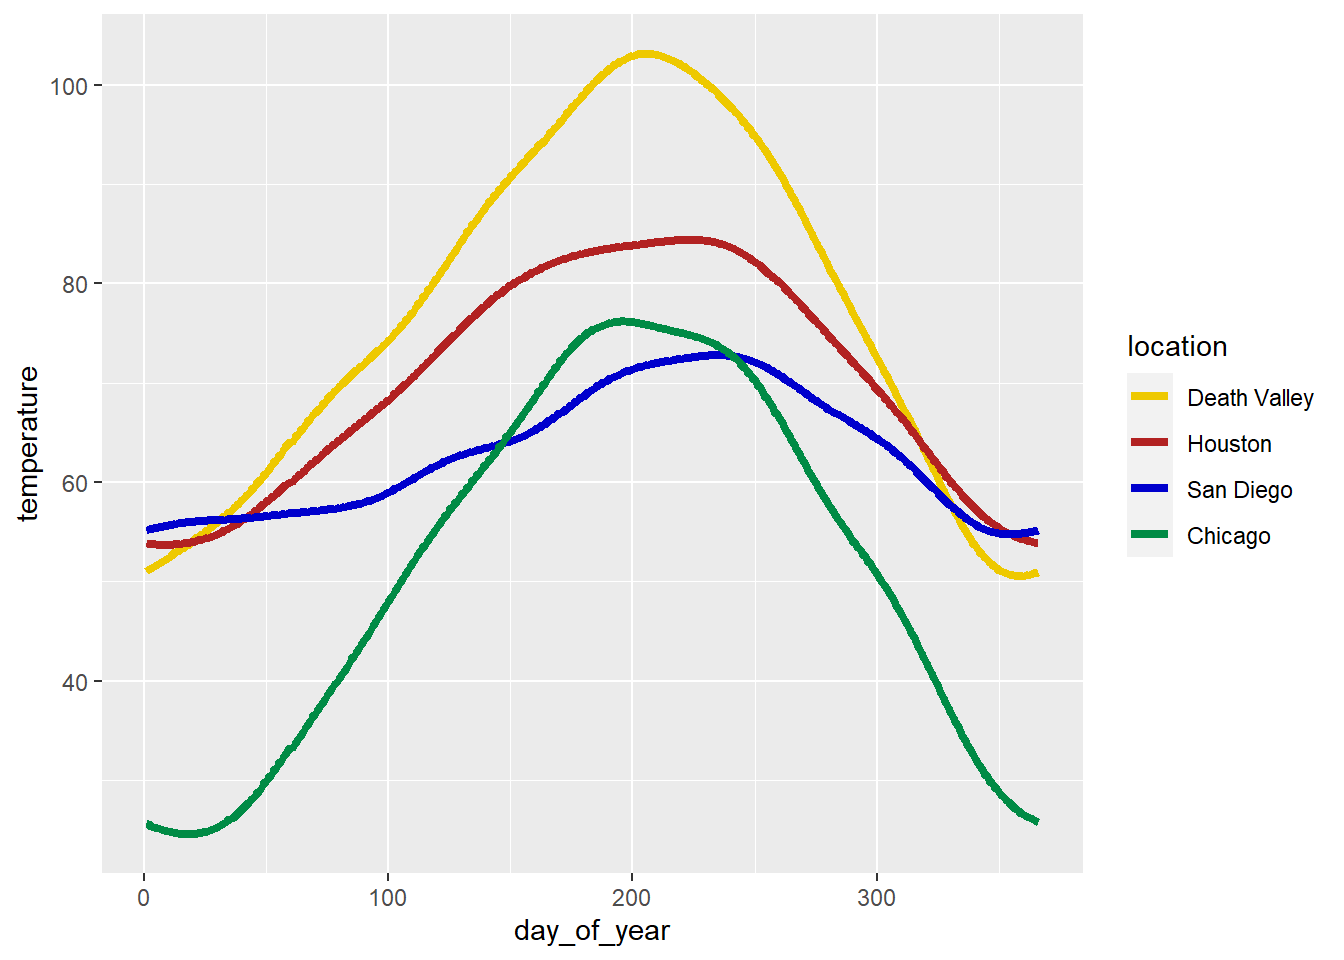 100
80
60
40
temperature
0 100 200 300
day_of_year
location
Death Valley
Houston
San Diego
Chicago